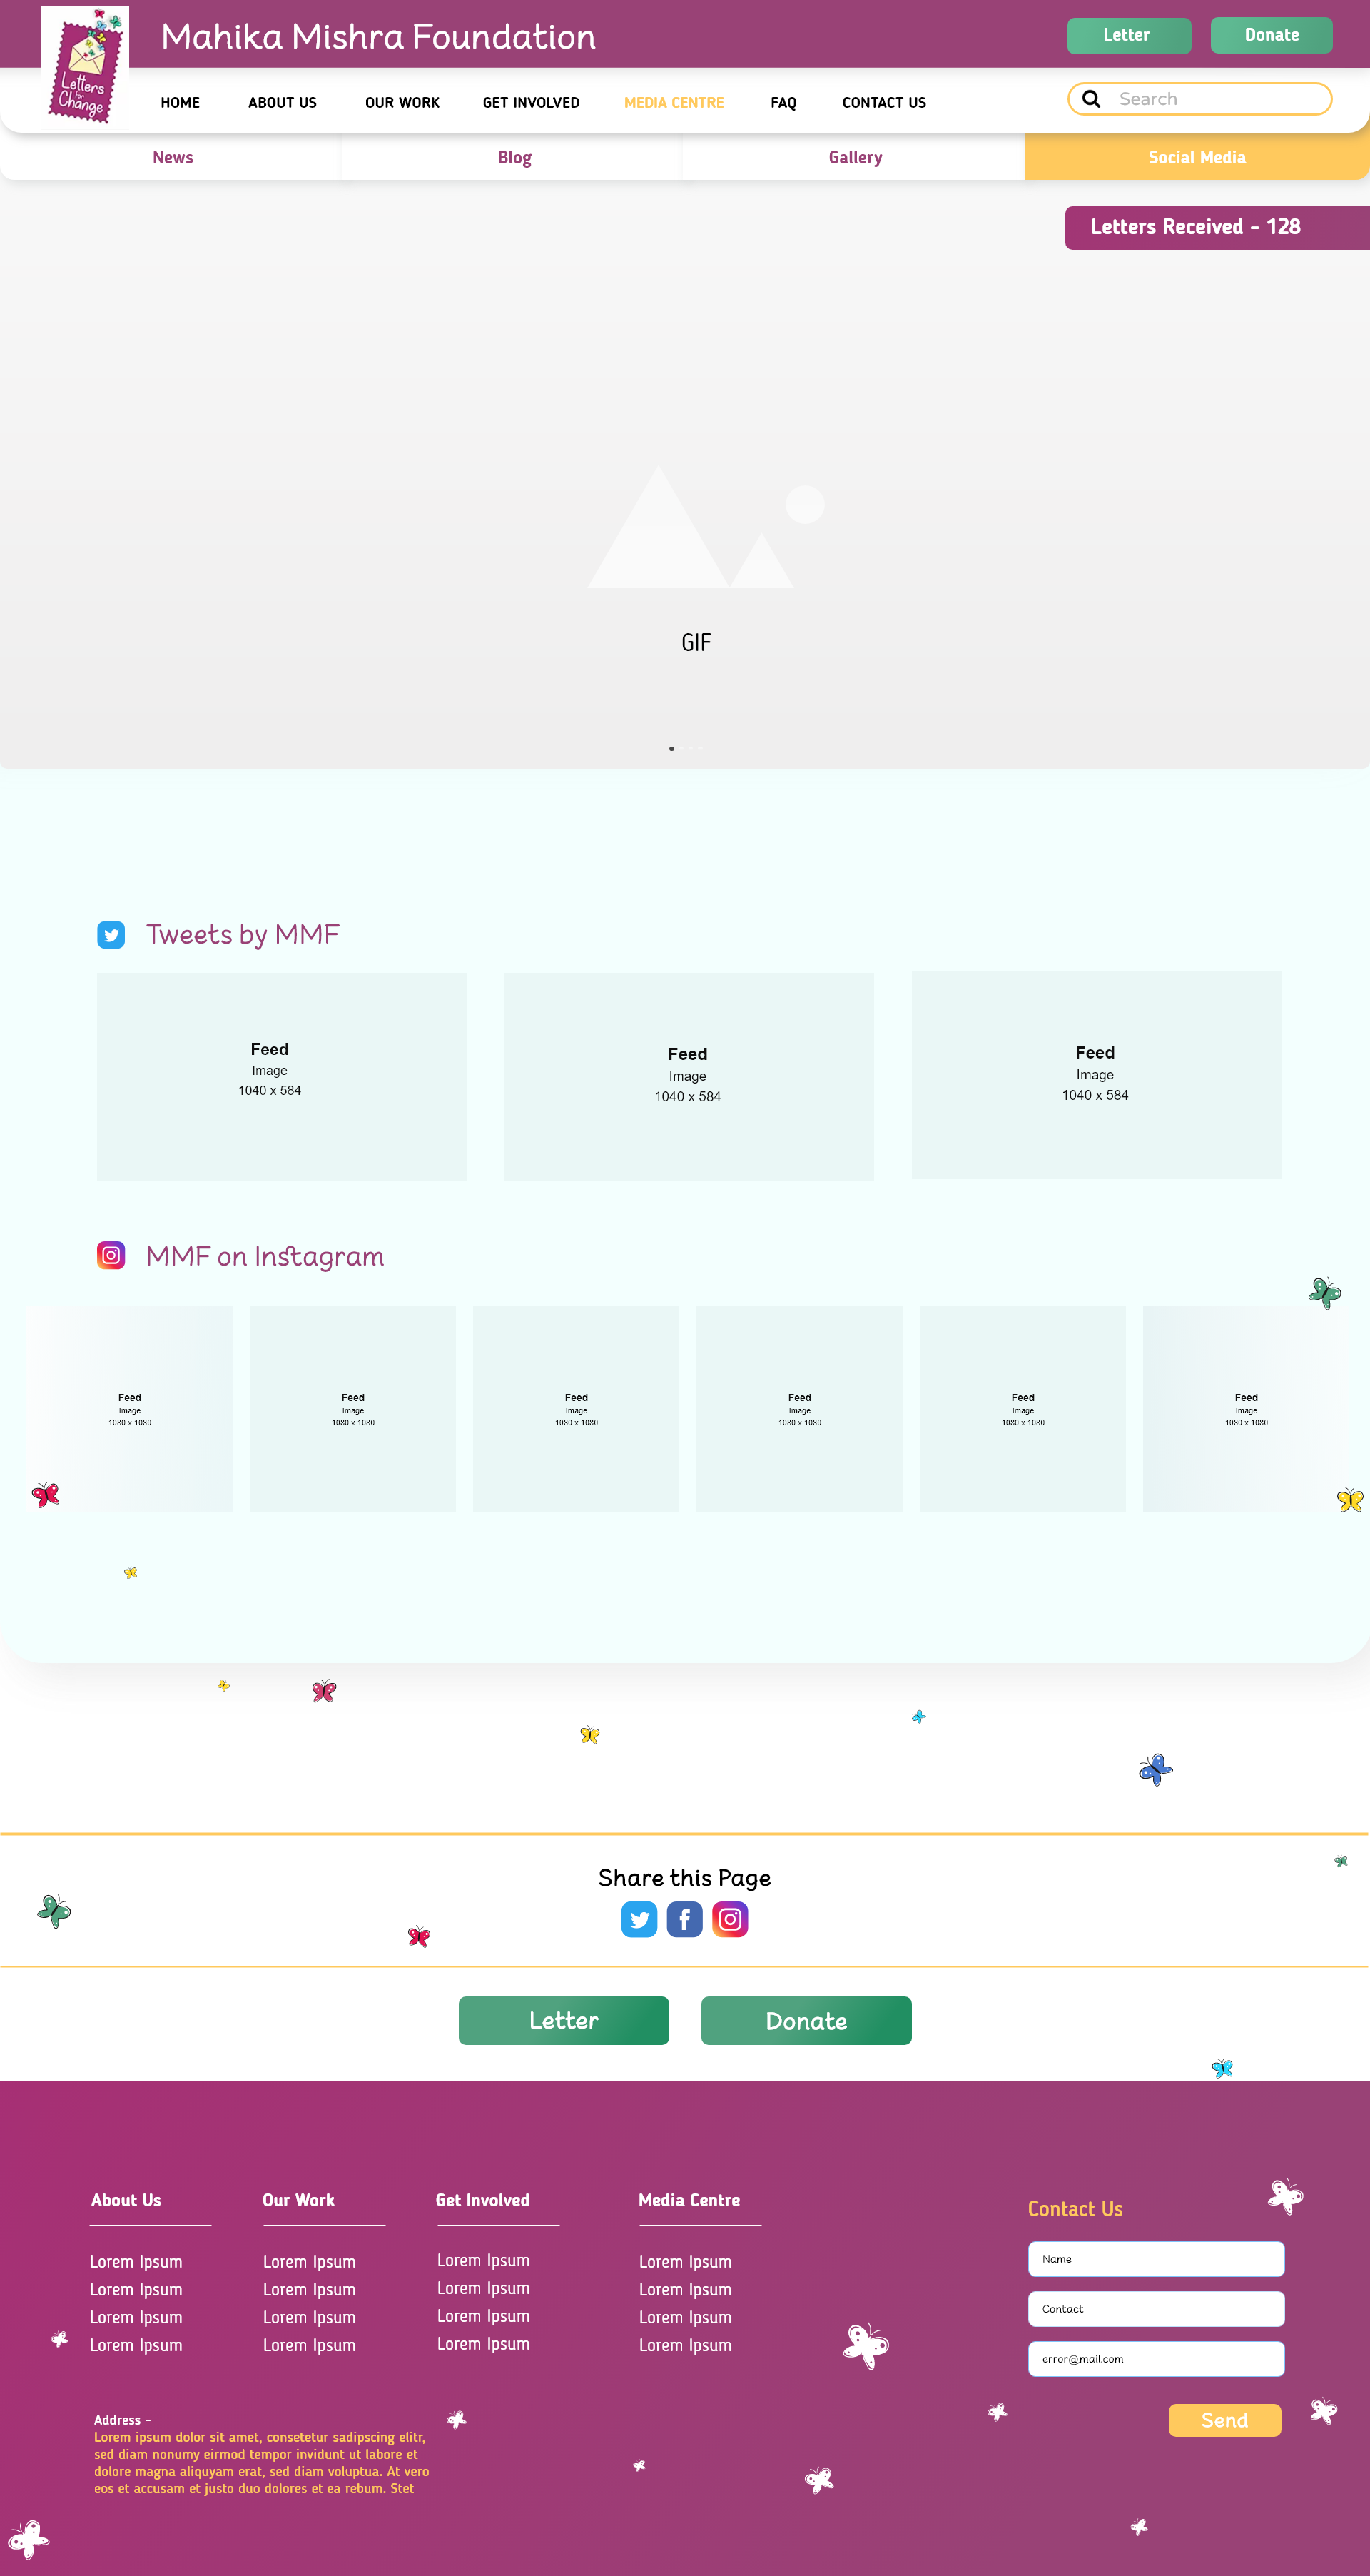 Mahika Mishra Foundation
Letter
Donate
Letters
for
Change
HOME
ABOUT US
OUR WORK
GET INVOLVED
MEDIA CENTRE
FAQ
CONTACT US
Search
News
Blog
Gallery
Social Media
Letters Received - 128
GIF
Tweets by MMF
Feed
Image
1040 x 584
Feed
Image
1040 x 584
Feed
Image
1040 x 584
MMF on Instagram
Feed
Image
1080 x 1080
Feed
Image
1080 x 1080
Feed
Image
1080 x 1080
Feed
Image
1080 x 1080
Feed
Image
1080 x 1080
Feed
Image
1080 x 1080
Share this Page
Letter
Donate
About Us
Lorem Ipsum
Lorem Ipsum
Lorem Ipsum
Lorem Ipsum
Our Work
Lorem Ipsum
Lorem Ipsum
Lorem Ipsum
Lorem Ipsum
Get Involved
Lorem Ipsum
Lorem Ipsum
Lorem Ipsum
Lorem Ipsum
Media Centre
Lorem Ipsum
Lorem Ipsum
Lorem Ipsum
Lorem Ipsum
Contact Us
Name
Contact
error@mail.com
Send
Address -
Lorem ipsum dolor sit amet, consetetur sadipscing elitr,
sed diam nonumy eirmod tempor invidunt ut labore et
dolore magna aliquyam erat, sed diam voluptua. At vero
eos et accusam et justo duo dolores et ea rebum. Stet